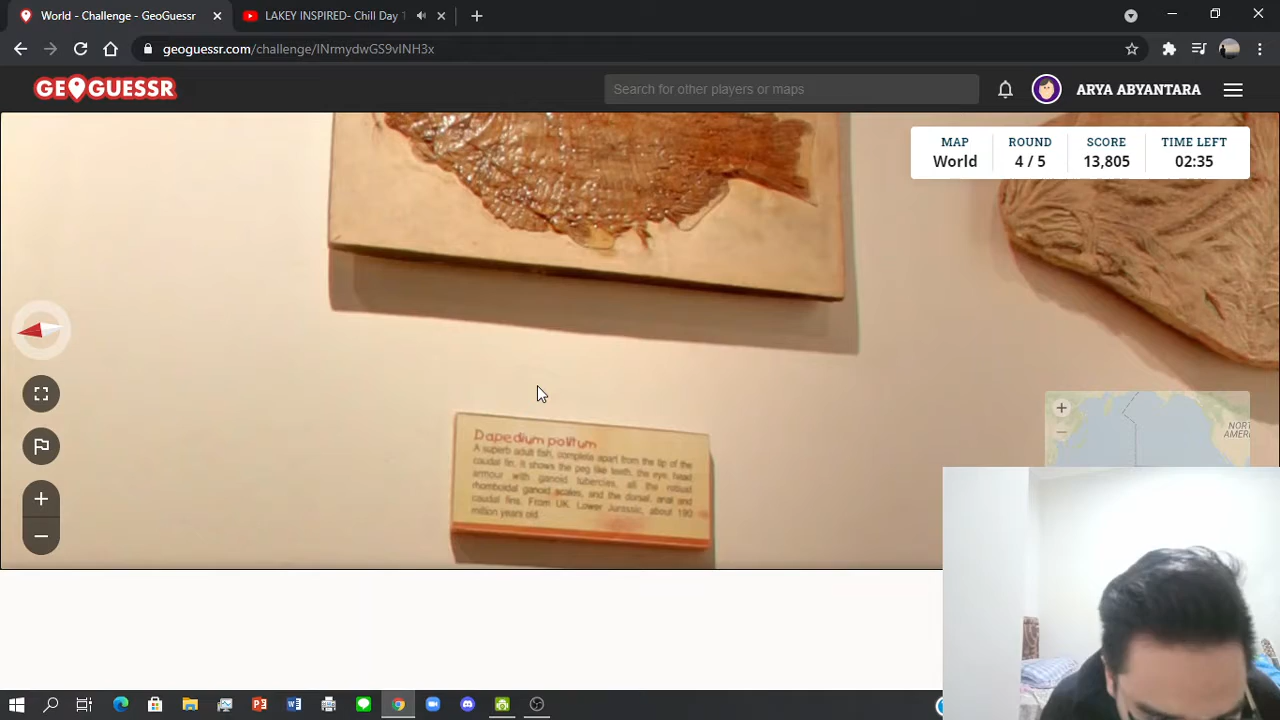 World - Challenge - GeoGuessr
LAKEY INSPIRED- Chill Day
geoguessr.com/challenge/lNrmydwGS9vINH3x
GEOGUESSR
Search for other players or maps
ARYA ABYANTARA
MAP ROUND SCORE TIME LEFT
World 4 / 5 13,805 02:35
Dapedium politum
A superb adult fish, complete apart from the tip of the
caudal fin. It shows the peg like teeth, the eye, head
armour with ganoid tubercles, all the
rhomboidal ganoid scales, and the dorsal, anal and
caudal fins. From UK. Lower Jurassic, about 190
million years old.